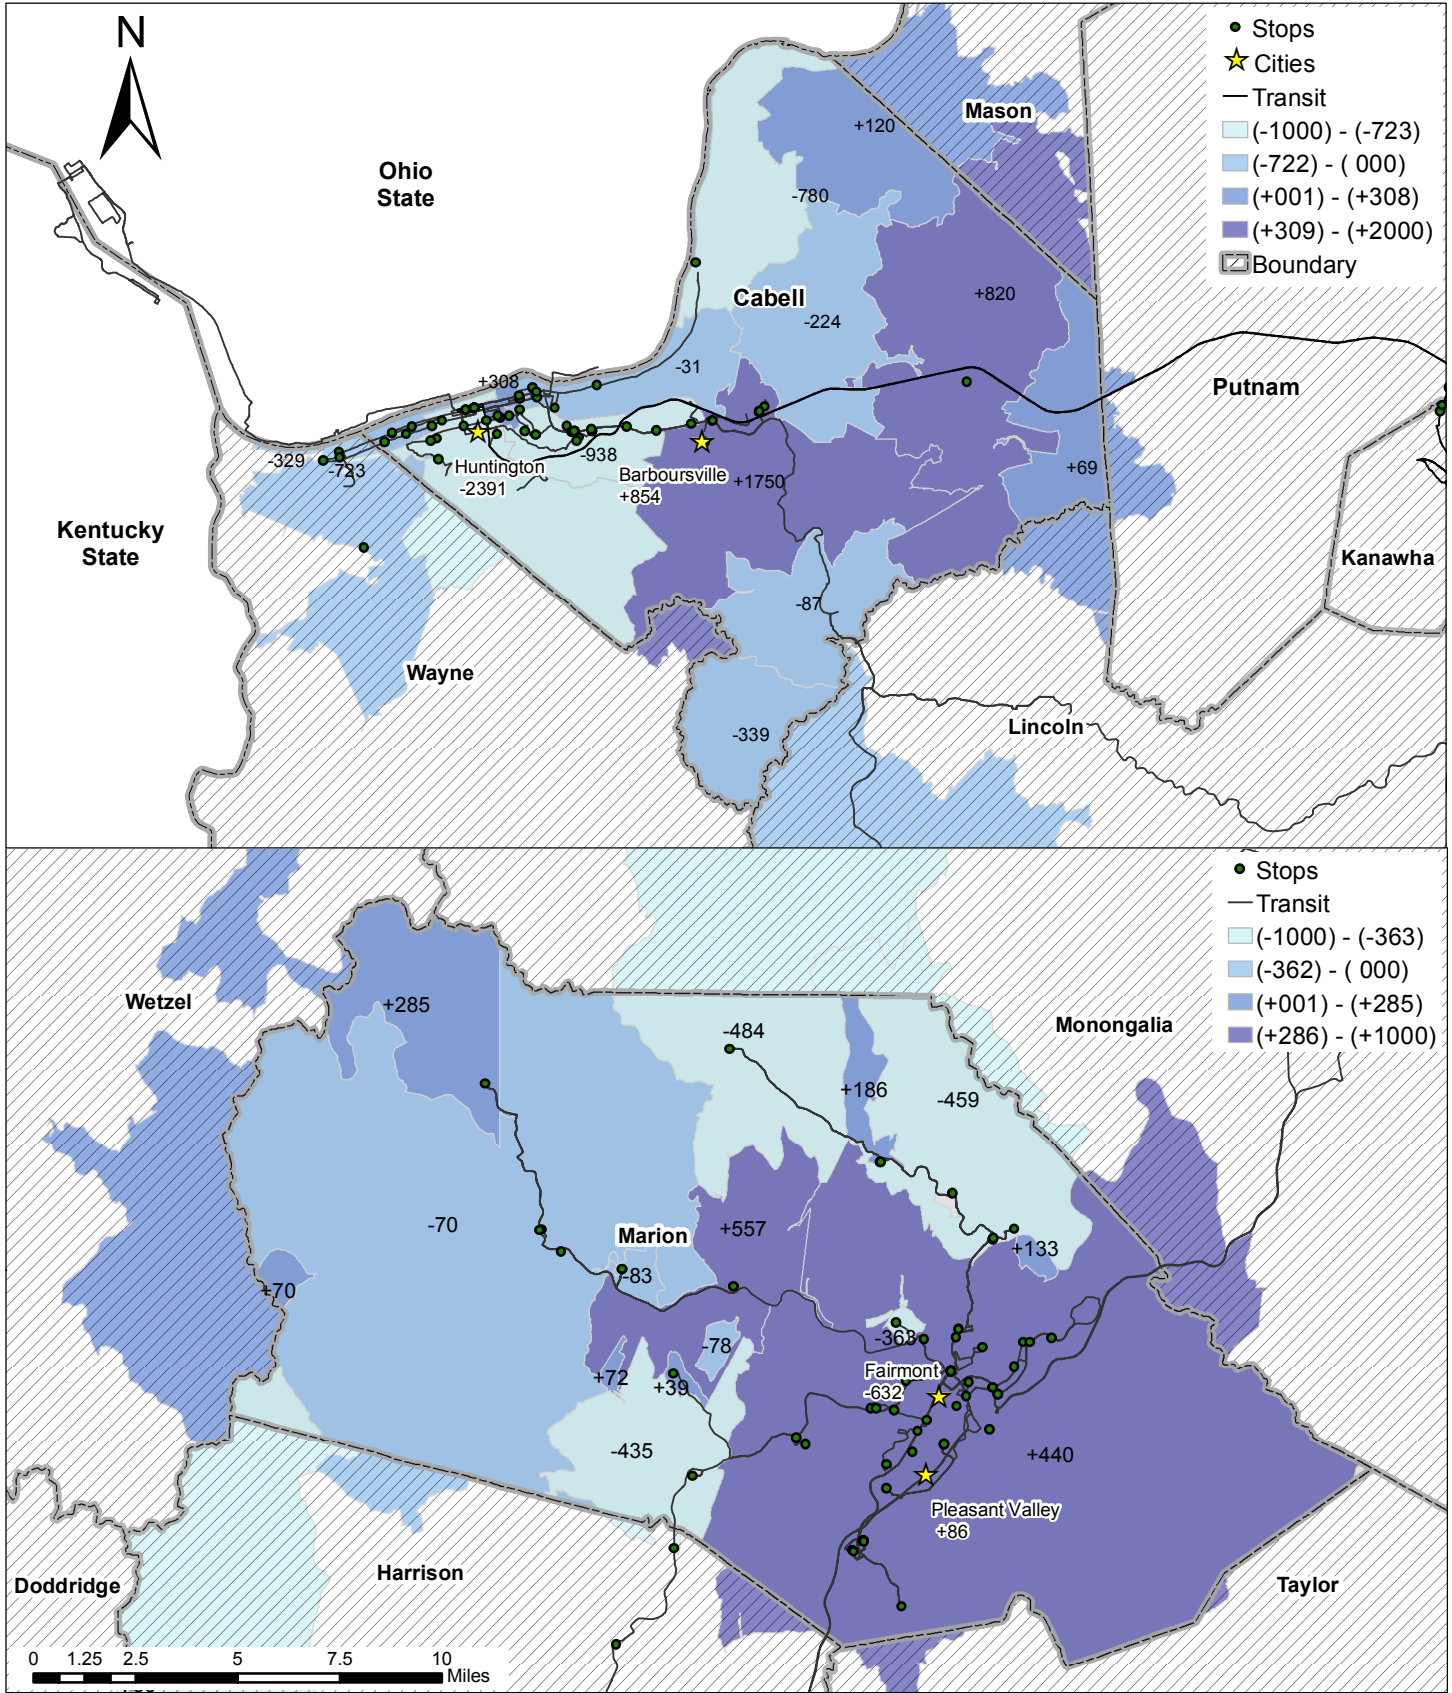 N
Stops
Cities
Transit
(-1000) - (-723)
(-722) - ( 000)
(+001) - (+308)
(+309) - (+2000)
Boundary
Mason
+120
Ohio
State
-780
Cabell
+820
-224
-31
+308
Putnam
-329
-723
Huntington
-2391
-938
Barboursville
+854
+1750
+69
Kentucky
State
Kanawha
-87
Wayne
Lincoln
-339
Stops
Transit
(-1000) - (-363)
(-362) - ( 000)
(+001) - (+285)
(+286) - (+1000)
Wetzel
+285
-484
Monongalia
+186
-459
-70
Marion
+557
+133
-83
+70
-363
-78
Fairmont
-632
+72
+39
-435
+440
Pleasant Valley
+86
Doddridge
Harrison
Taylor
0 1.25 2.5 5 7.5 10
Miles